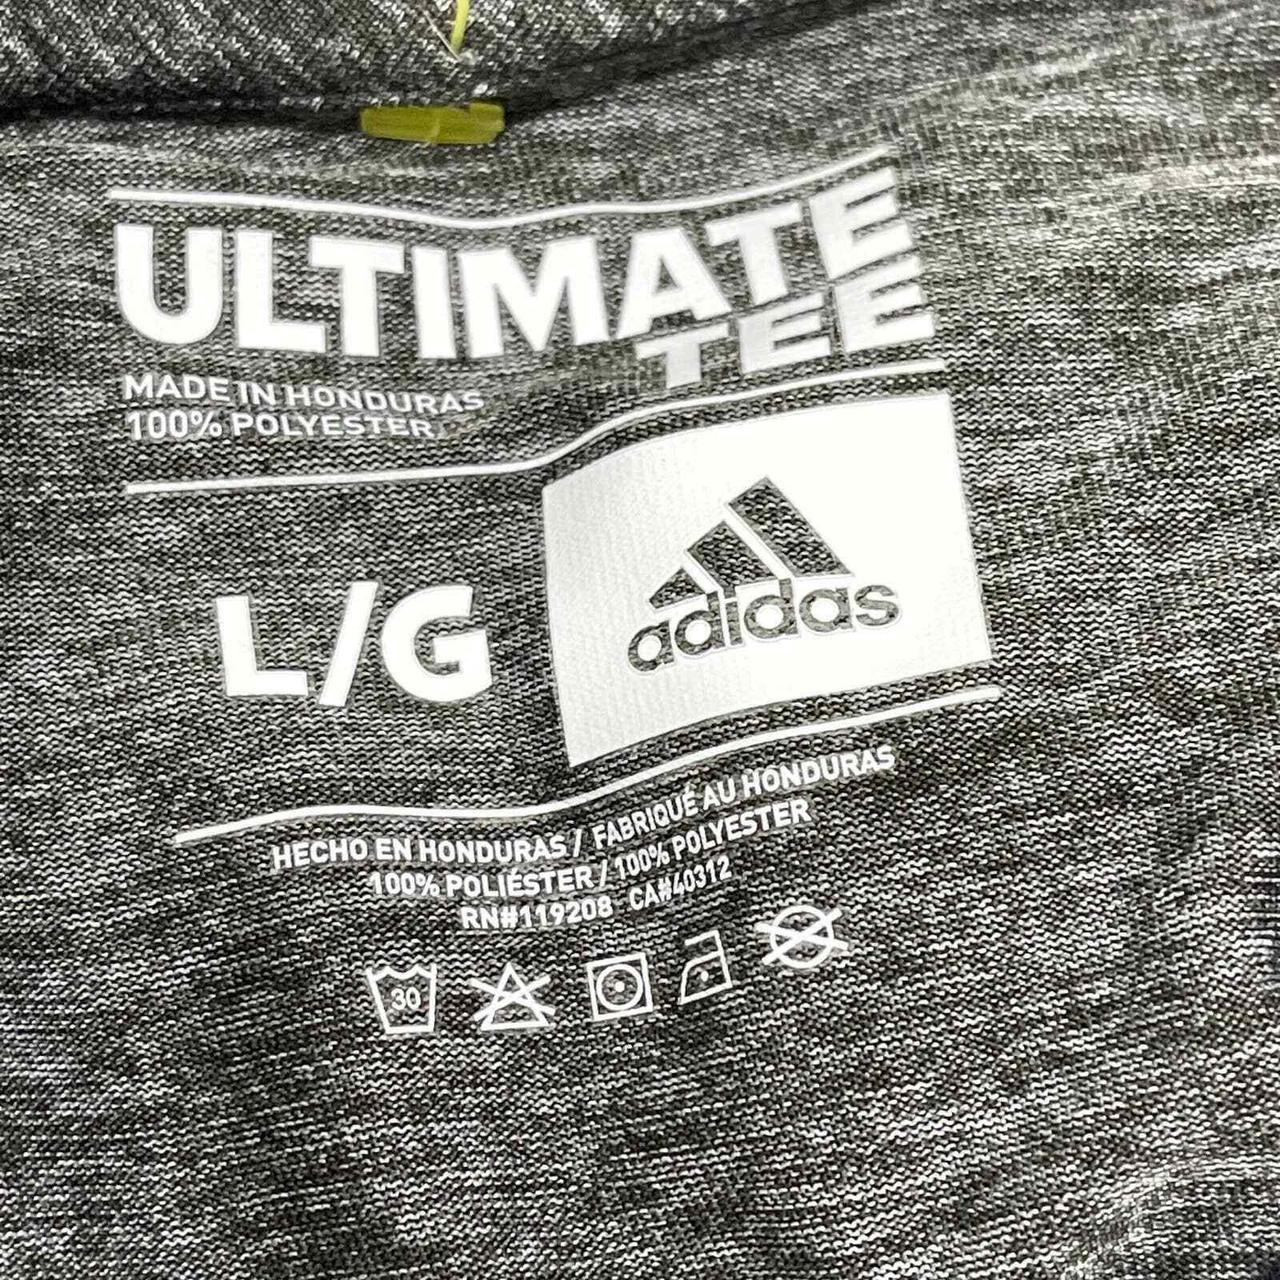 ULTIMATE
TEE
MADE IN HONDURAS
100% POLYESTER
L/G
adidas
HECHO EN HONDURAS / FABRIQUÉ AU HONDURAS
100% POLIÉSTER / 100% POLYESTER
RN#119208 CA#40312
30